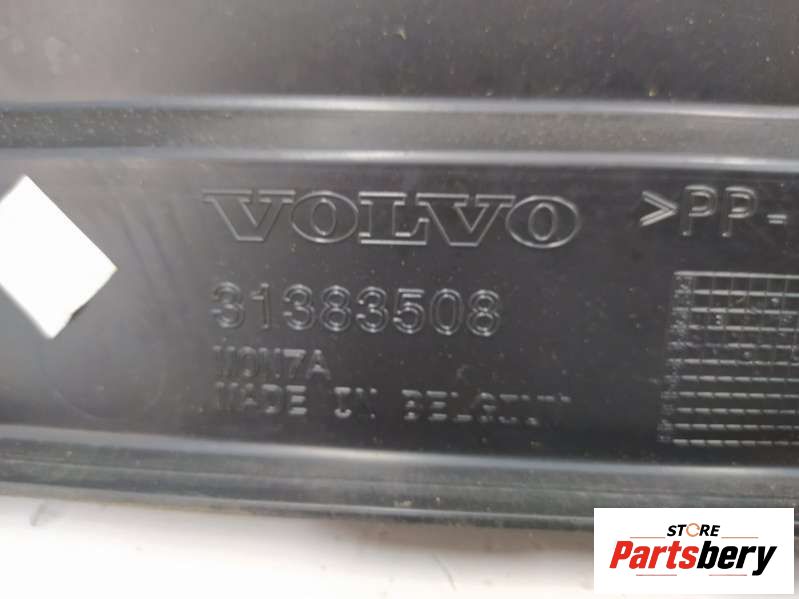 VOLVO
>PP-
31383508
MADE IN BELGIUM
STORE
Partsbery